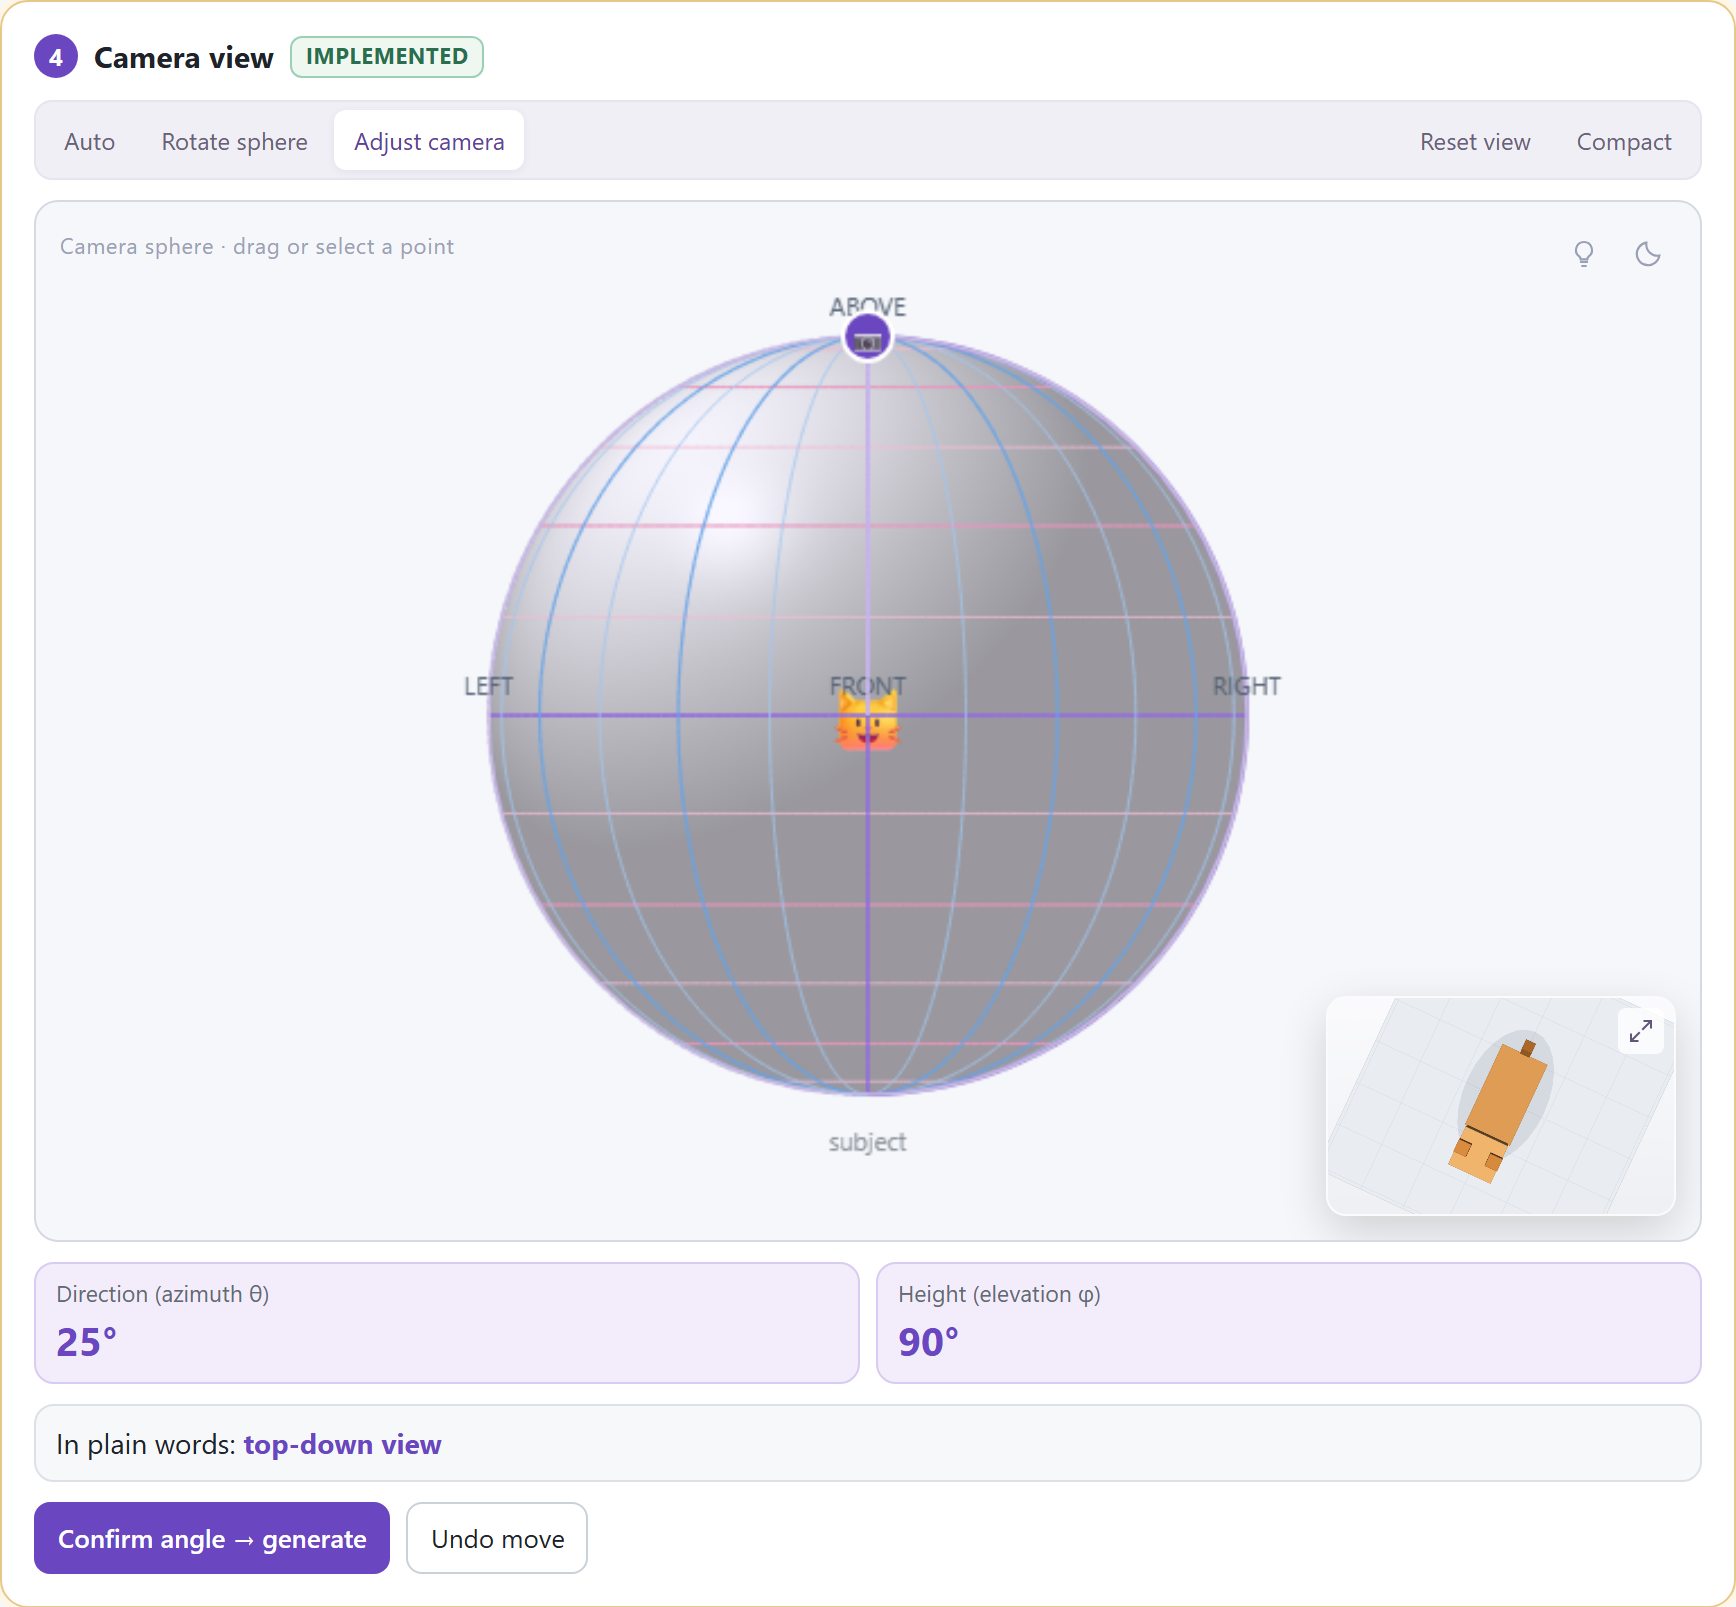 4 Camera view IMPLEMENTED
Auto Rotate sphere Adjust camera Reset view Compact
Camera sphere · drag or select a point
ABOVE
LEFT FRONT RIGHT
subject
Direction (azimuth θ)
25°
Height (elevation φ)
90°
In plain words: top-down view
Confirm angle → generate Undo move